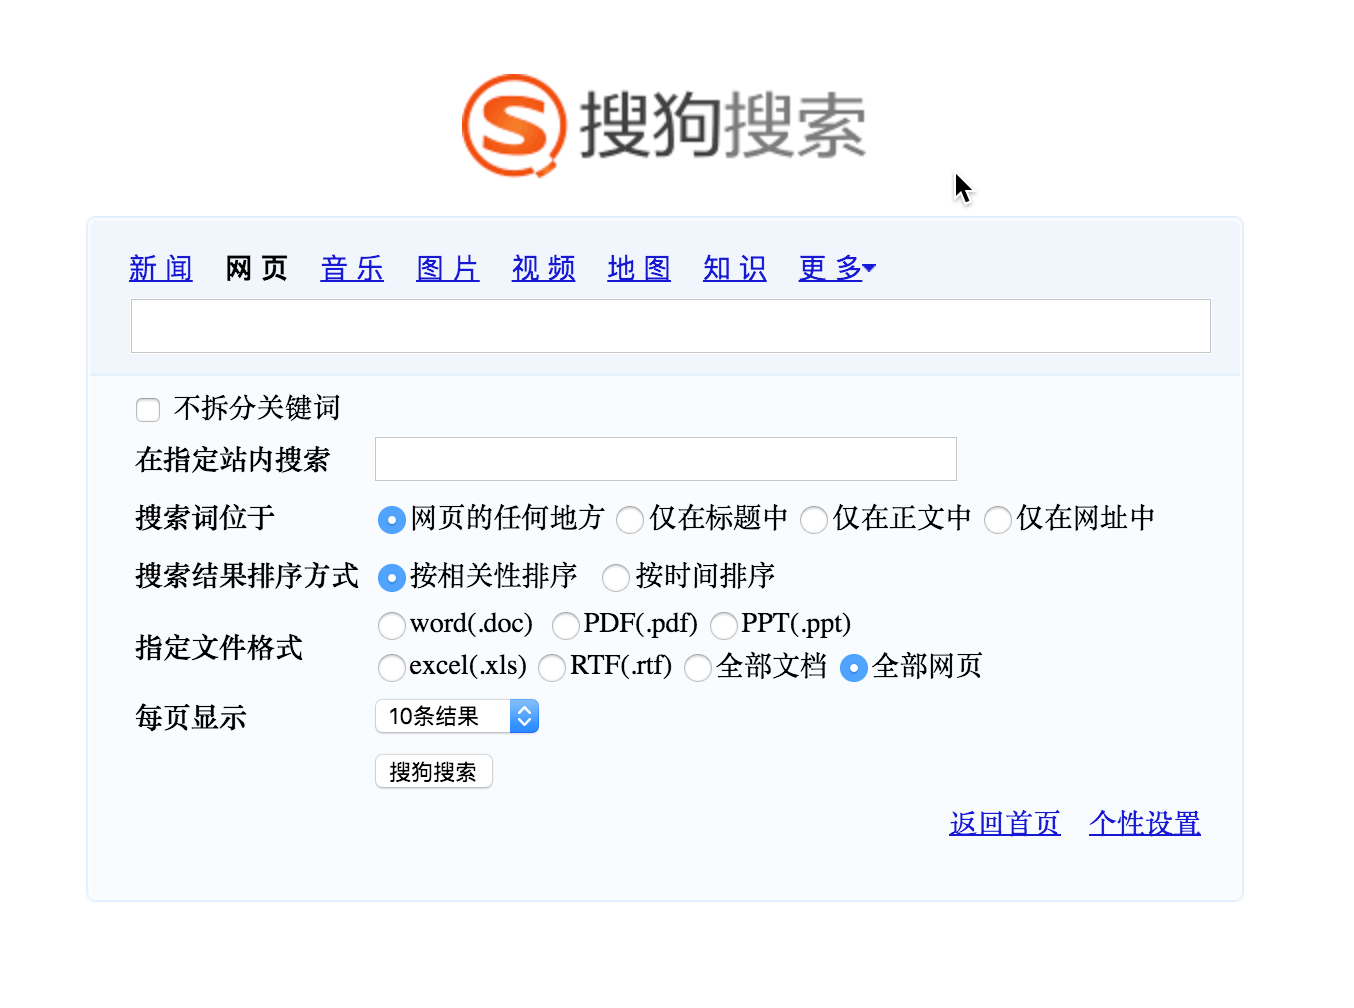 搜狗搜索
新闻 网页 音乐 图片 视频 地图 知识 更多
不拆分关键词
在指定站内搜索
搜索词位于 网页的任何地方 仅在标题中 仅在正文中 仅在网址中
搜索结果排序方式 按相关性排序 按时间排序
指定文件格式 word(.doc) PDF(.pdf) PPT(.ppt)
excel(.xls) RTF(.rtf) 全部文档 全部网页
每页显示 10条结果
搜狗搜索
返回首页 个性设置